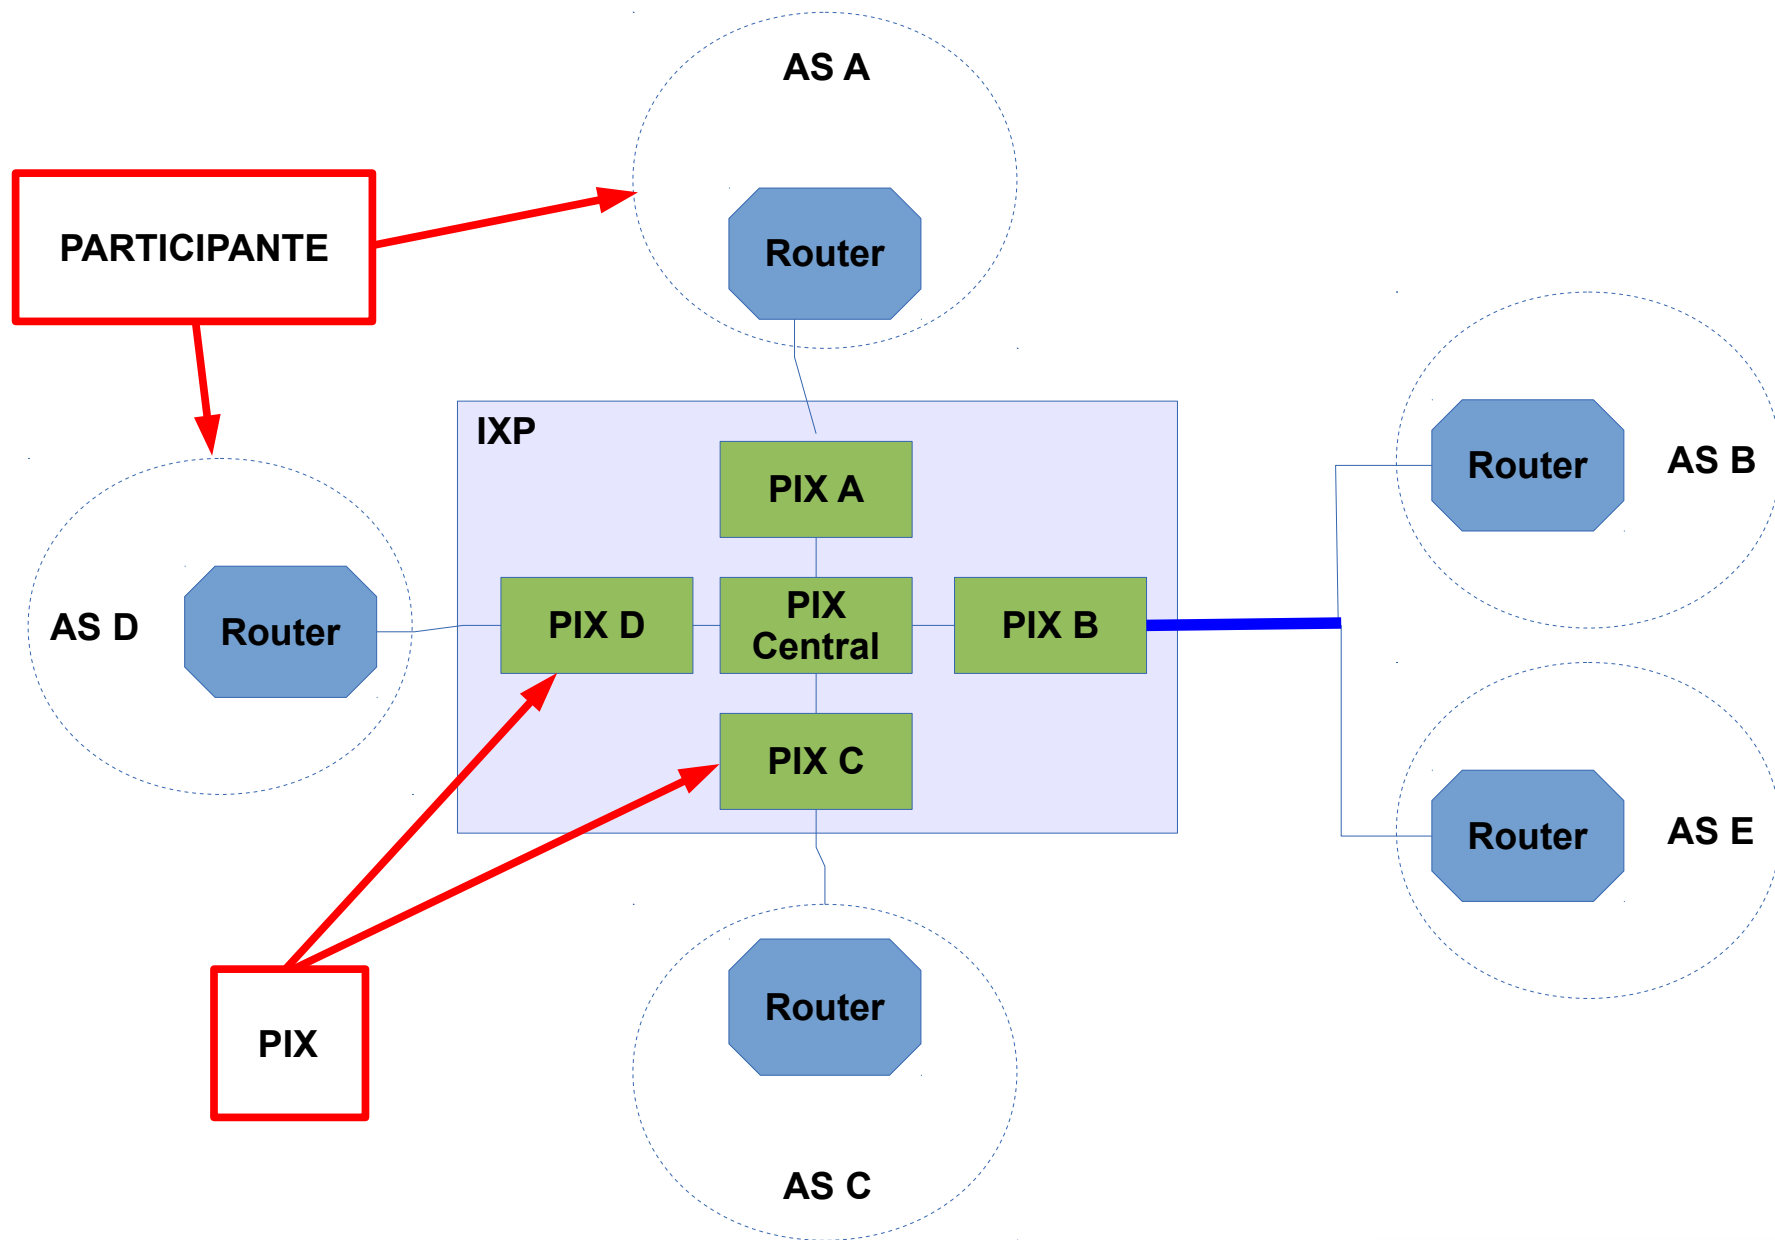 AS A
PARTICIPANTE
Router
IXP
PIX A
Router
AS B
AS D
Router
PIX D
PIX
Central
PIX B
PIX C
Router
AS E
Router
PIX
AS C